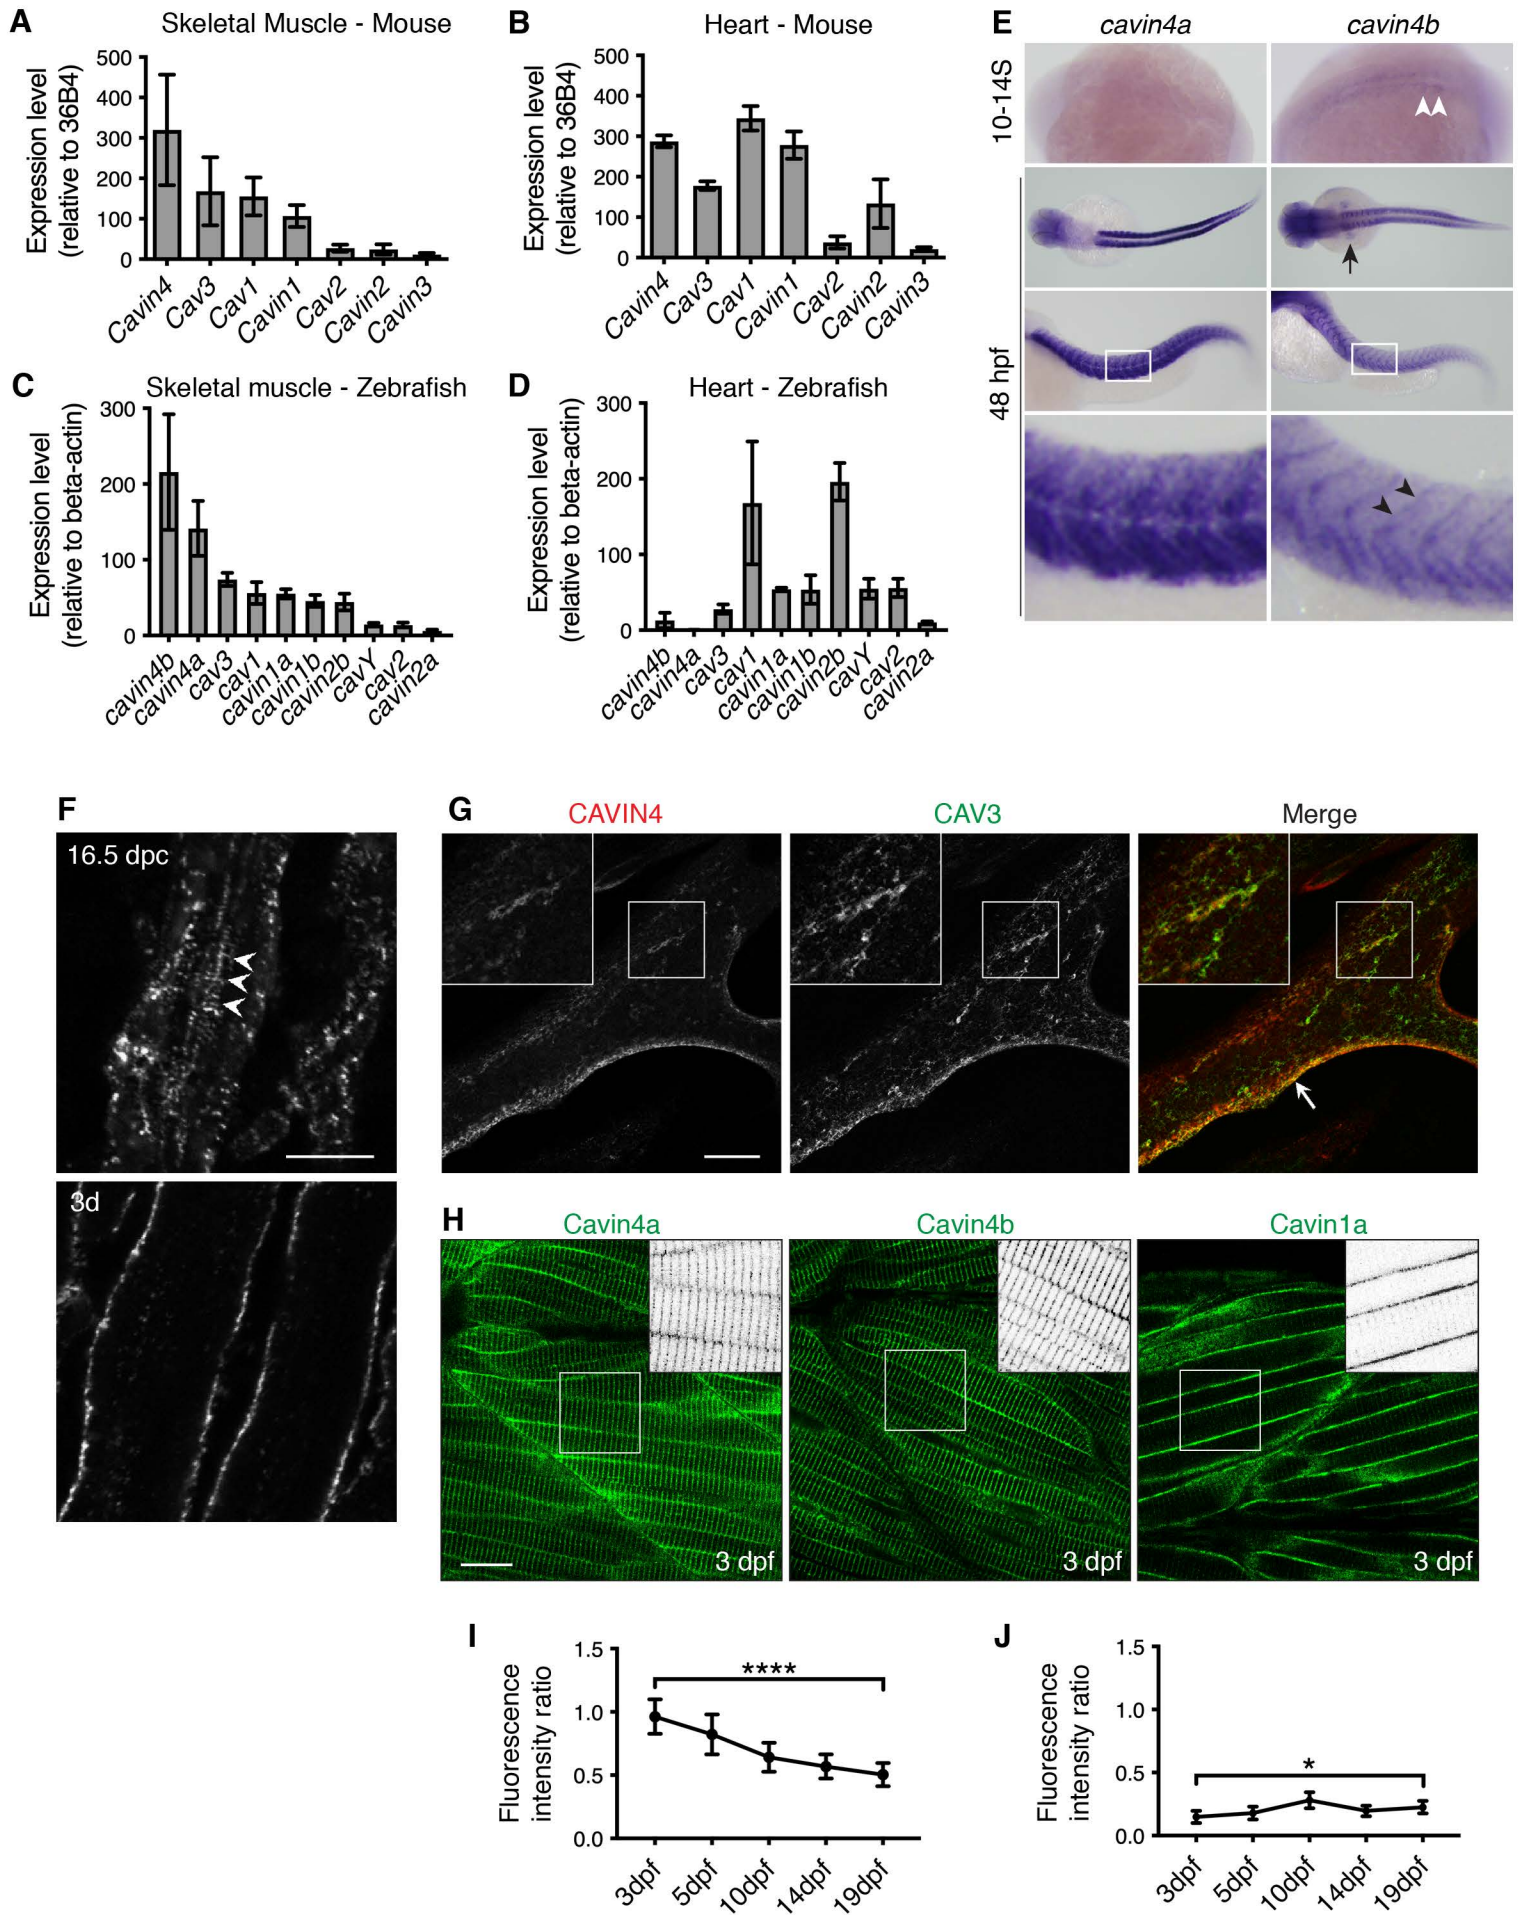 A
Skeletal Muscle - Mouse
Expression level
(relative to 36B4)
500
400
300
200
100
0
Cavin4
Cav3
Cav1
Cavin1
Cav2
Cavin2
Cavin3
B
Heart - Mouse
Expression level
(relative to 36B4)
500
400
300
200
100
0
Cavin4
Cav3
Cav1
Cavin1
Cav2
Cavin2
Cavin3
C
Skeletal muscle - Zebrafish
Expression level
(relative to beta-actin)
300
200
100
0
cavin4b
cavin4a
cav3
cav1
cavin1a
cavin1b
cavin2b
cavY
cav2
cavin2a
D
Heart - Zebrafish
Expression level
(relative to beta-actin)
300
200
100
0
cavin4b
cavin4a
cav3
cav1
cavin1a
cavin1b
cavin2b
cavY
cav2
cavin2a
E
cavin4a
cavin4b
10-14S
48 hpf
F
16.5 dpc
3d
G
CAVIN4
CAV3
Merge
H
Cavin4a
Cavin4b
Cavin1a
3 dpf
3 dpf
3 dpf
I
Fluorescence
intensity ratio
1.5
1.0
0.5
0.0
****
3dpf
5dpf
10dpf
14dpf
19dpf
J
Fluorescence
intensity ratio
1.5
1.0
0.5
0.0
*
3dpf
5dpf
10dpf
14dpf
19dpf